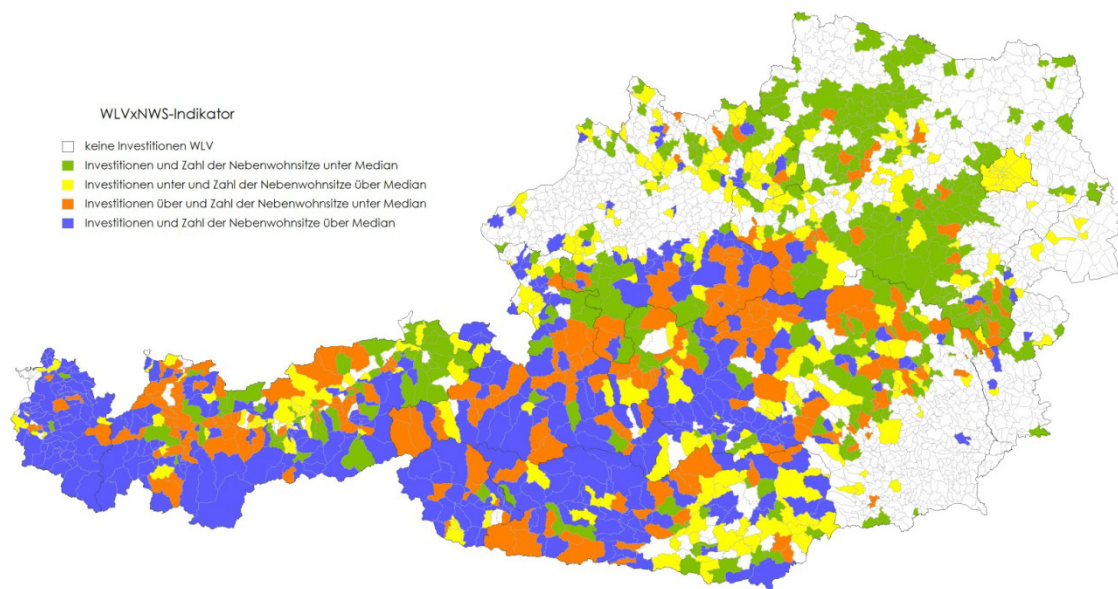 WLVxNWS-Indikator
keine Investitionen WLV
Investitionen und Zahl der Nebenwohnsitze unter Median
Investitionen unter und Zahl der Nebenwohnsitze über Median
Investitionen über und Zahl der Nebenwohnsitze unter Median
Investitionen und Zahl der Nebenwohnsitze über Median